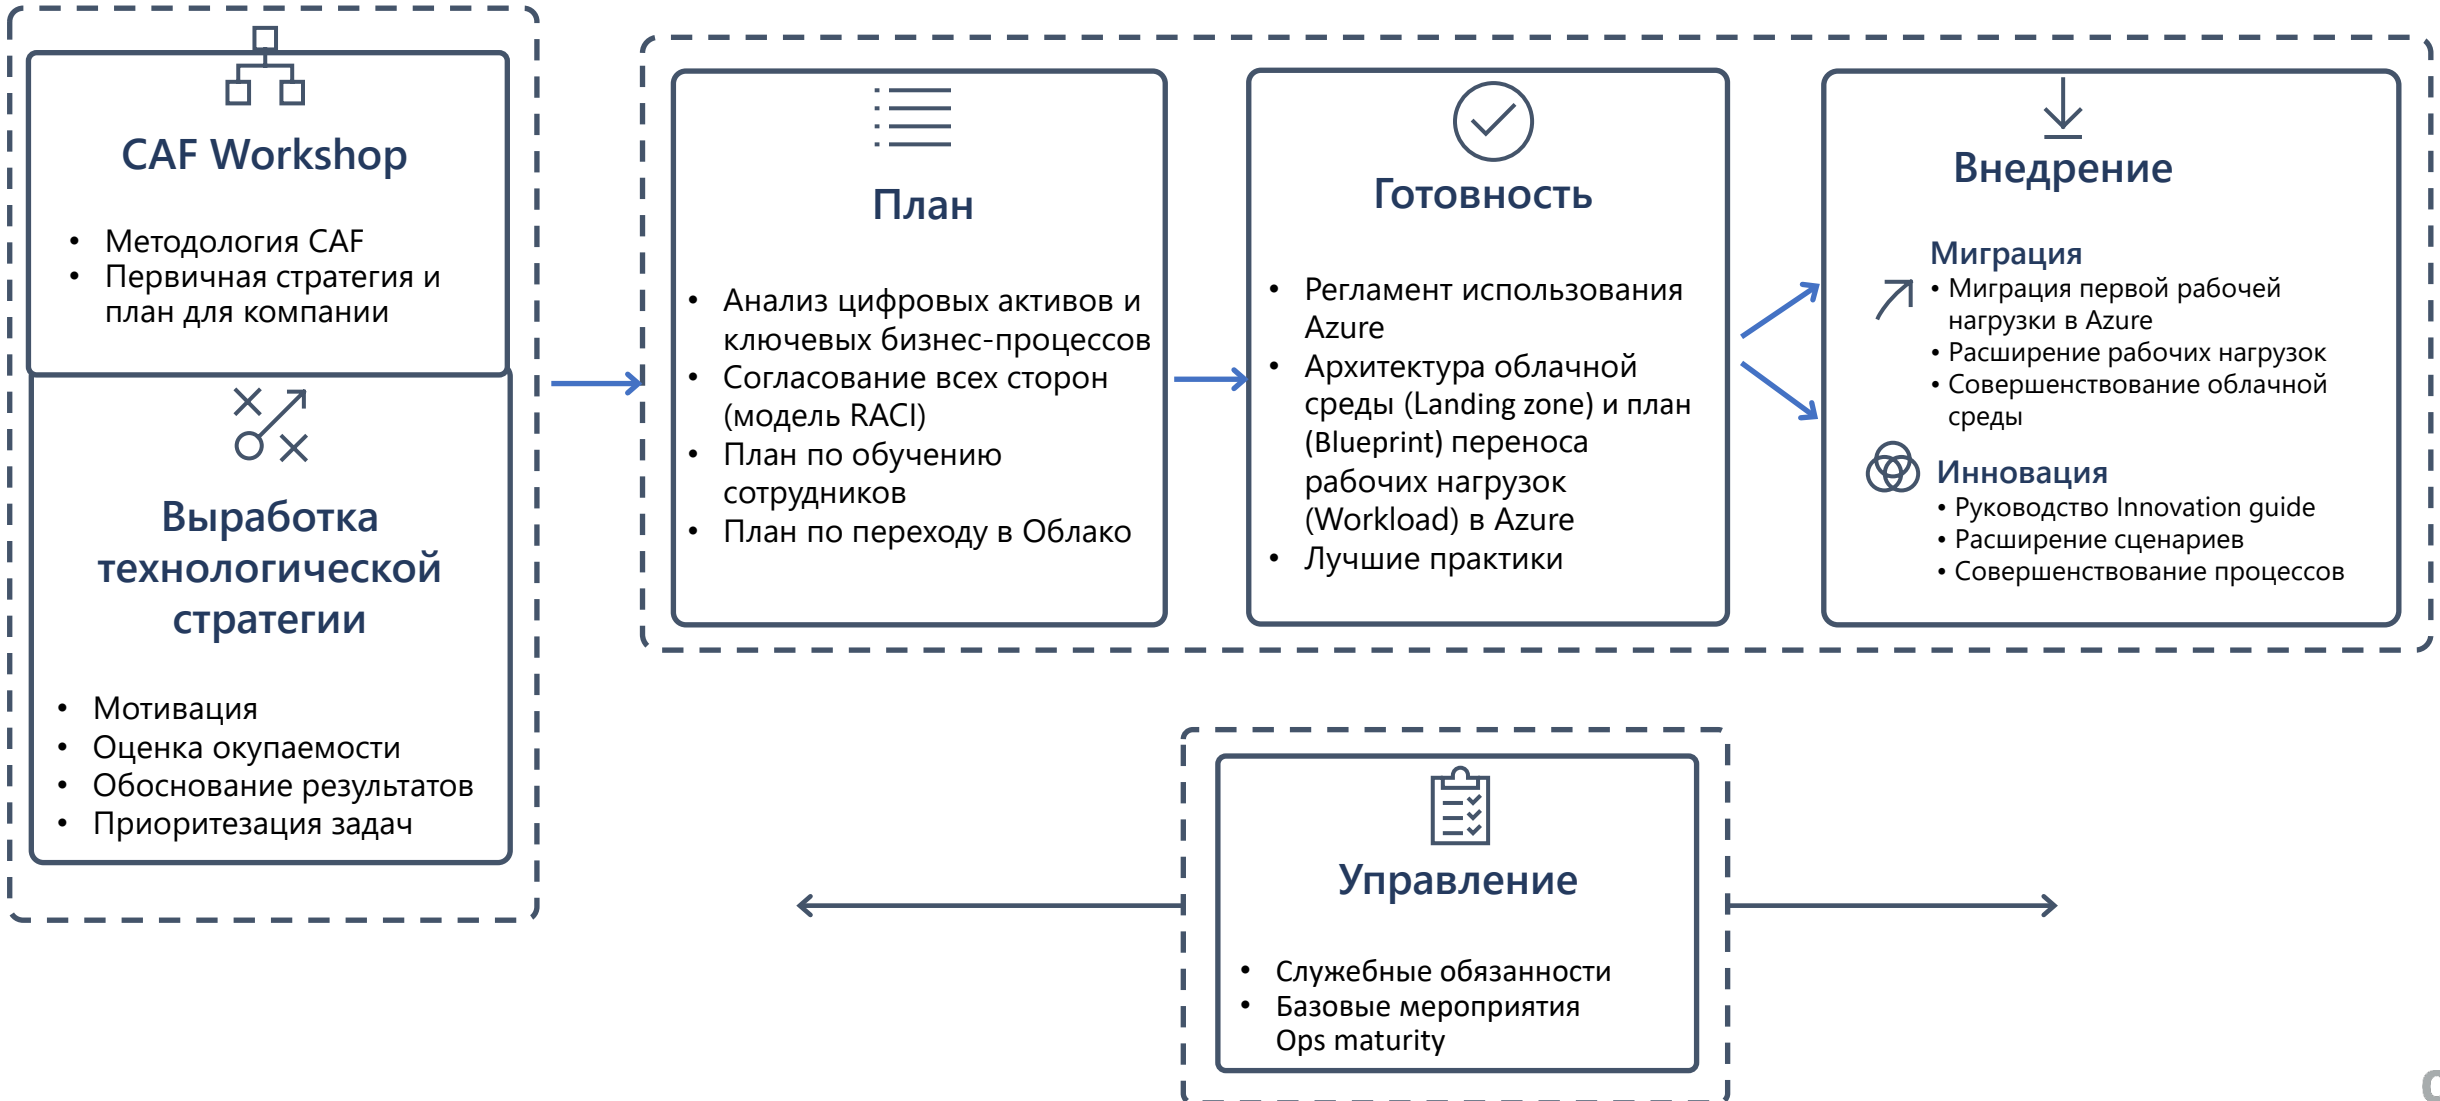 CAF Workshop
• Методология CAF
• Первичная стратегия и
план для компании
Выработка
технологической
стратегии
• Мотивация
• Оценка окупаемости
• Обоснование результатов
• Приоритезация задач
План
• Анализ цифровых активов и
ключевых бизнес-процессов
• Согласование всех сторон
(модель RACI)
• План по обучению
сотрудников
• План по переходу в Облако
Готовность
• Регламент использования
Azure
• Архитектура облачной
среды (Landing zone) и план
(Blueprint) переноса
рабочих нагрузок
(Workload) в Azure
• Лучшие практики
Внедрение
Миграция
• Миграция первой рабочей
нагрузки в Azure
• Расширение рабочих нагрузок
• Совершенствование облачной
среды
Инновация
• Руководство Innovation guide
• Расширение сценариев
• Совершенствование процессов
Управление
• Служебные обязанности
• Базовые мероприятия
Ops maturity